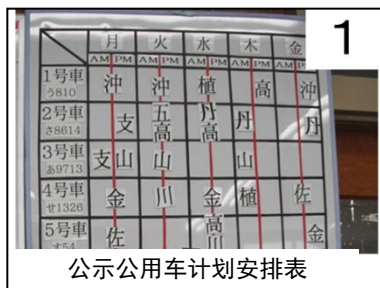 1
月 火 水 木 金
AM PM AM PM AM PM AM PM AM PM
1号車 沖 沖 植 高 沖
う810
2号車 支 五高 丹高 丹 丹
さ8614
3号車 支 山 山 山
あ9713
4号車 金 川 金 植 佐
せ1326
5号車 佐 高川 金
す54
公示公用车计划安排表